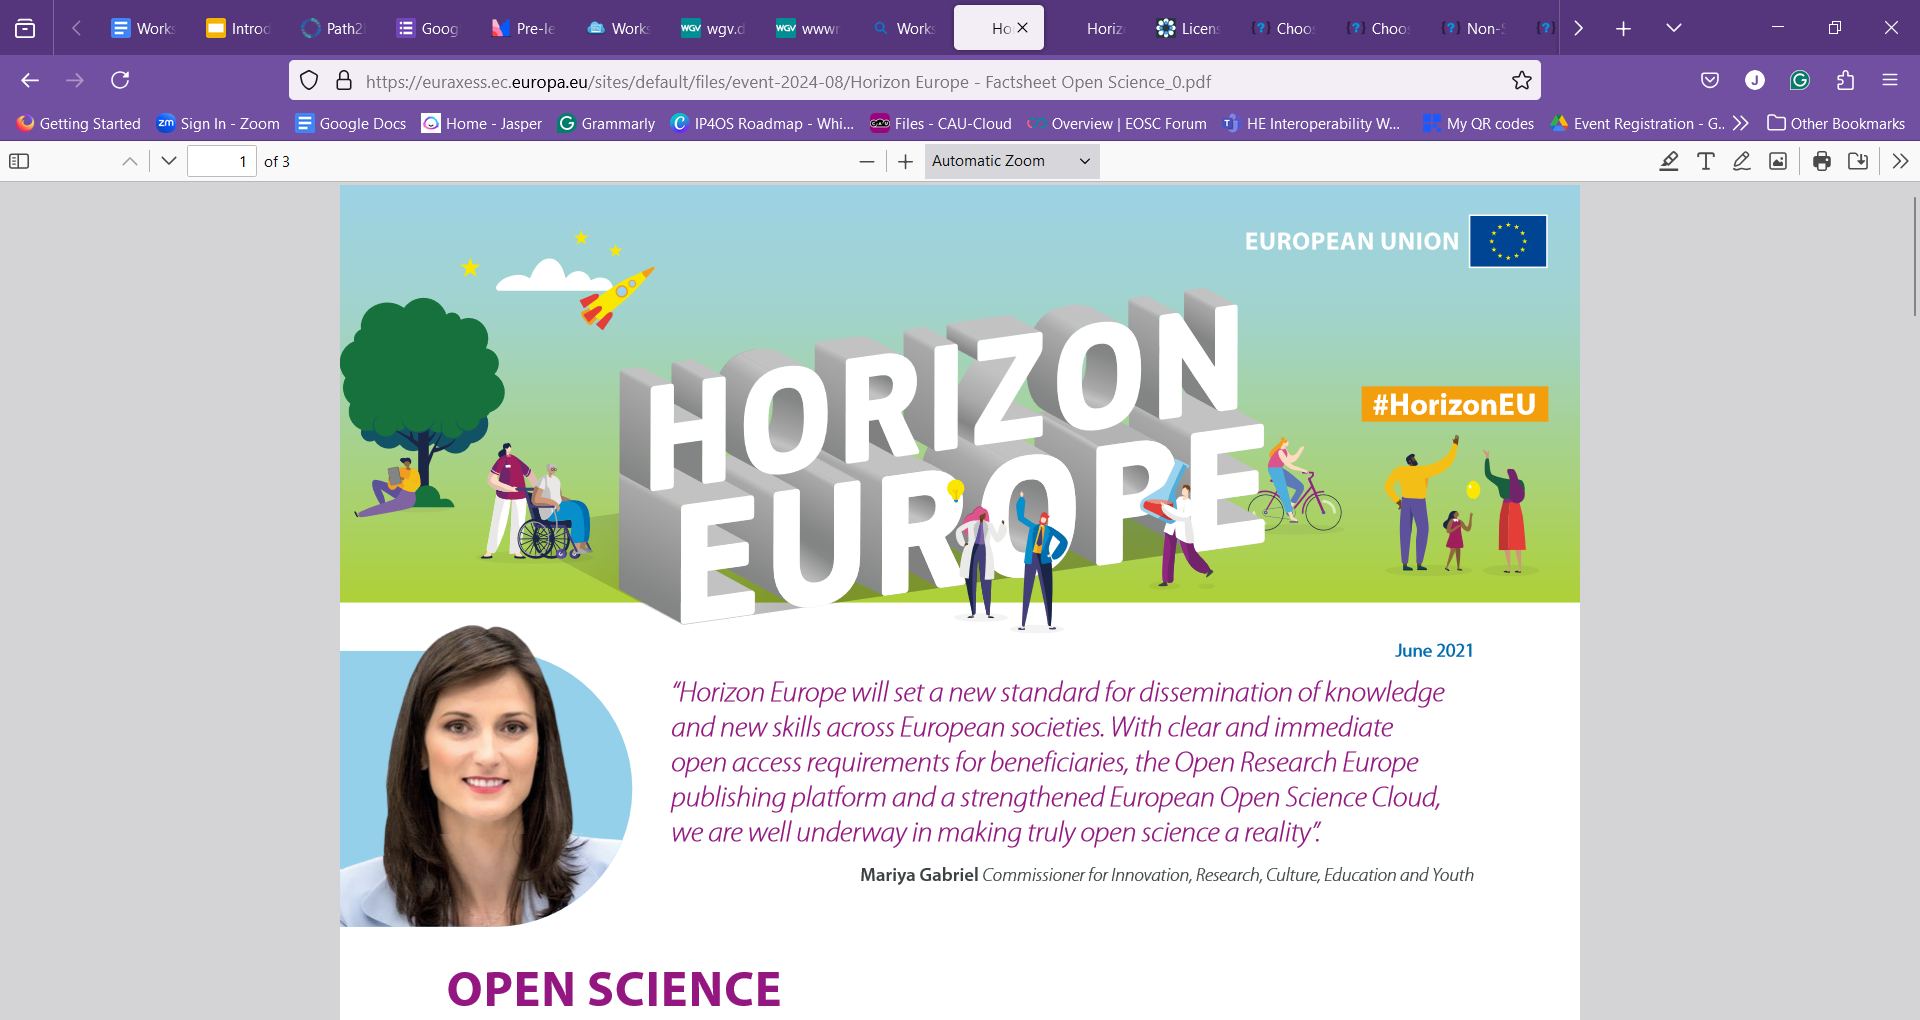 Works
Introd
Path2
Goog
Pre-le
Works
wgv.d
wwwr
Works
Ho
Horiz
Licens
Choo
Choo
Non-S
https://euraxess.ec.europa.eu/sites/default/files/event-2024-08/Horizon Europe - Factsheet Open Science_0.pdf
J
Getting Started
zm Sign In - Zoom
Google Docs
Home - Jasper
Grammarly
IP4OS Roadmap - Whi...
Files - CAU-Cloud
Overview | EOSC Forum
HE Interoperability W...
My QR codes
Event Registration - G...
Other Bookmarks
1 of 3
Automatic Zoom
EUROPEAN UNION
HORIZON
EUROPE
#HorizonEU
June 2021
“Horizon Europe will set a new standard for dissemination of knowledge
and new skills across European societies. With clear and immediate
open access requirements for beneficiaries, the Open Research Europe
publishing platform and a strengthened European Open Science Cloud,
we are well underway in making truly open science a reality”.
Mariya Gabriel Commissioner for Innovation, Research, Culture, Education and Youth
OPEN SCIENCE